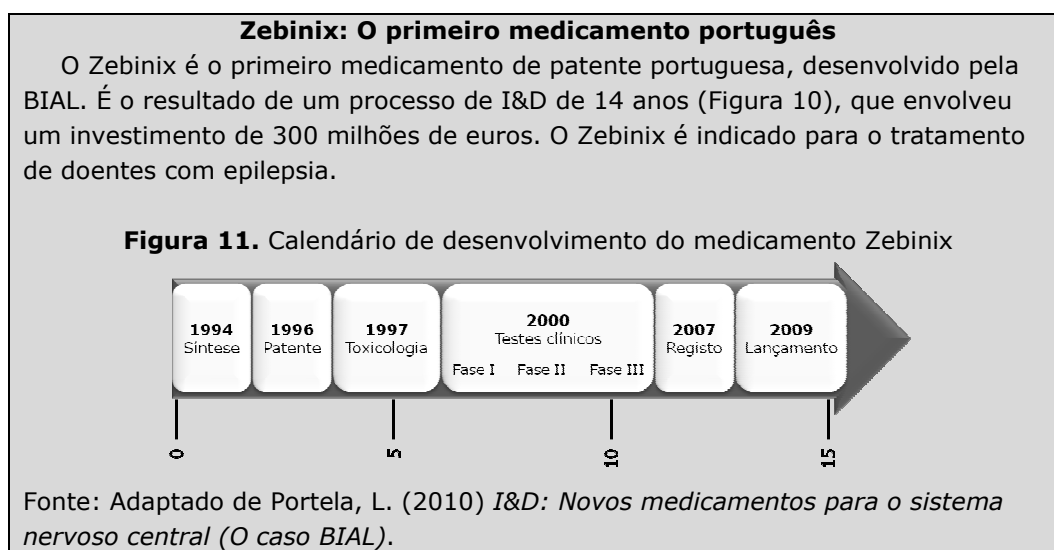 Zebinix: O primeiro medicamento português
O Zebinix é o primeiro medicamento de patente portuguesa, desenvolvido pela
BIAL. É o resultado de um processo de I&D de 14 anos (Figura 10), que envolveu
um investimento de 300 milhões de euros. O Zebinix é indicado para o tratamento
de doentes com epilepsia.
Figura 11. Calendário de desenvolvimento do medicamento Zebinix
1994
Síntese
1996
Patente
1997
Toxicologia
2000
Testes clínicos
Fase I Fase II Fase III
2007
Registo
2009
Lançamento
0
5
10
15
Fonte: Adaptado de Portela, L. (2010) I&D: Novos medicamentos para o sistema
nervoso central (O caso BIAL).